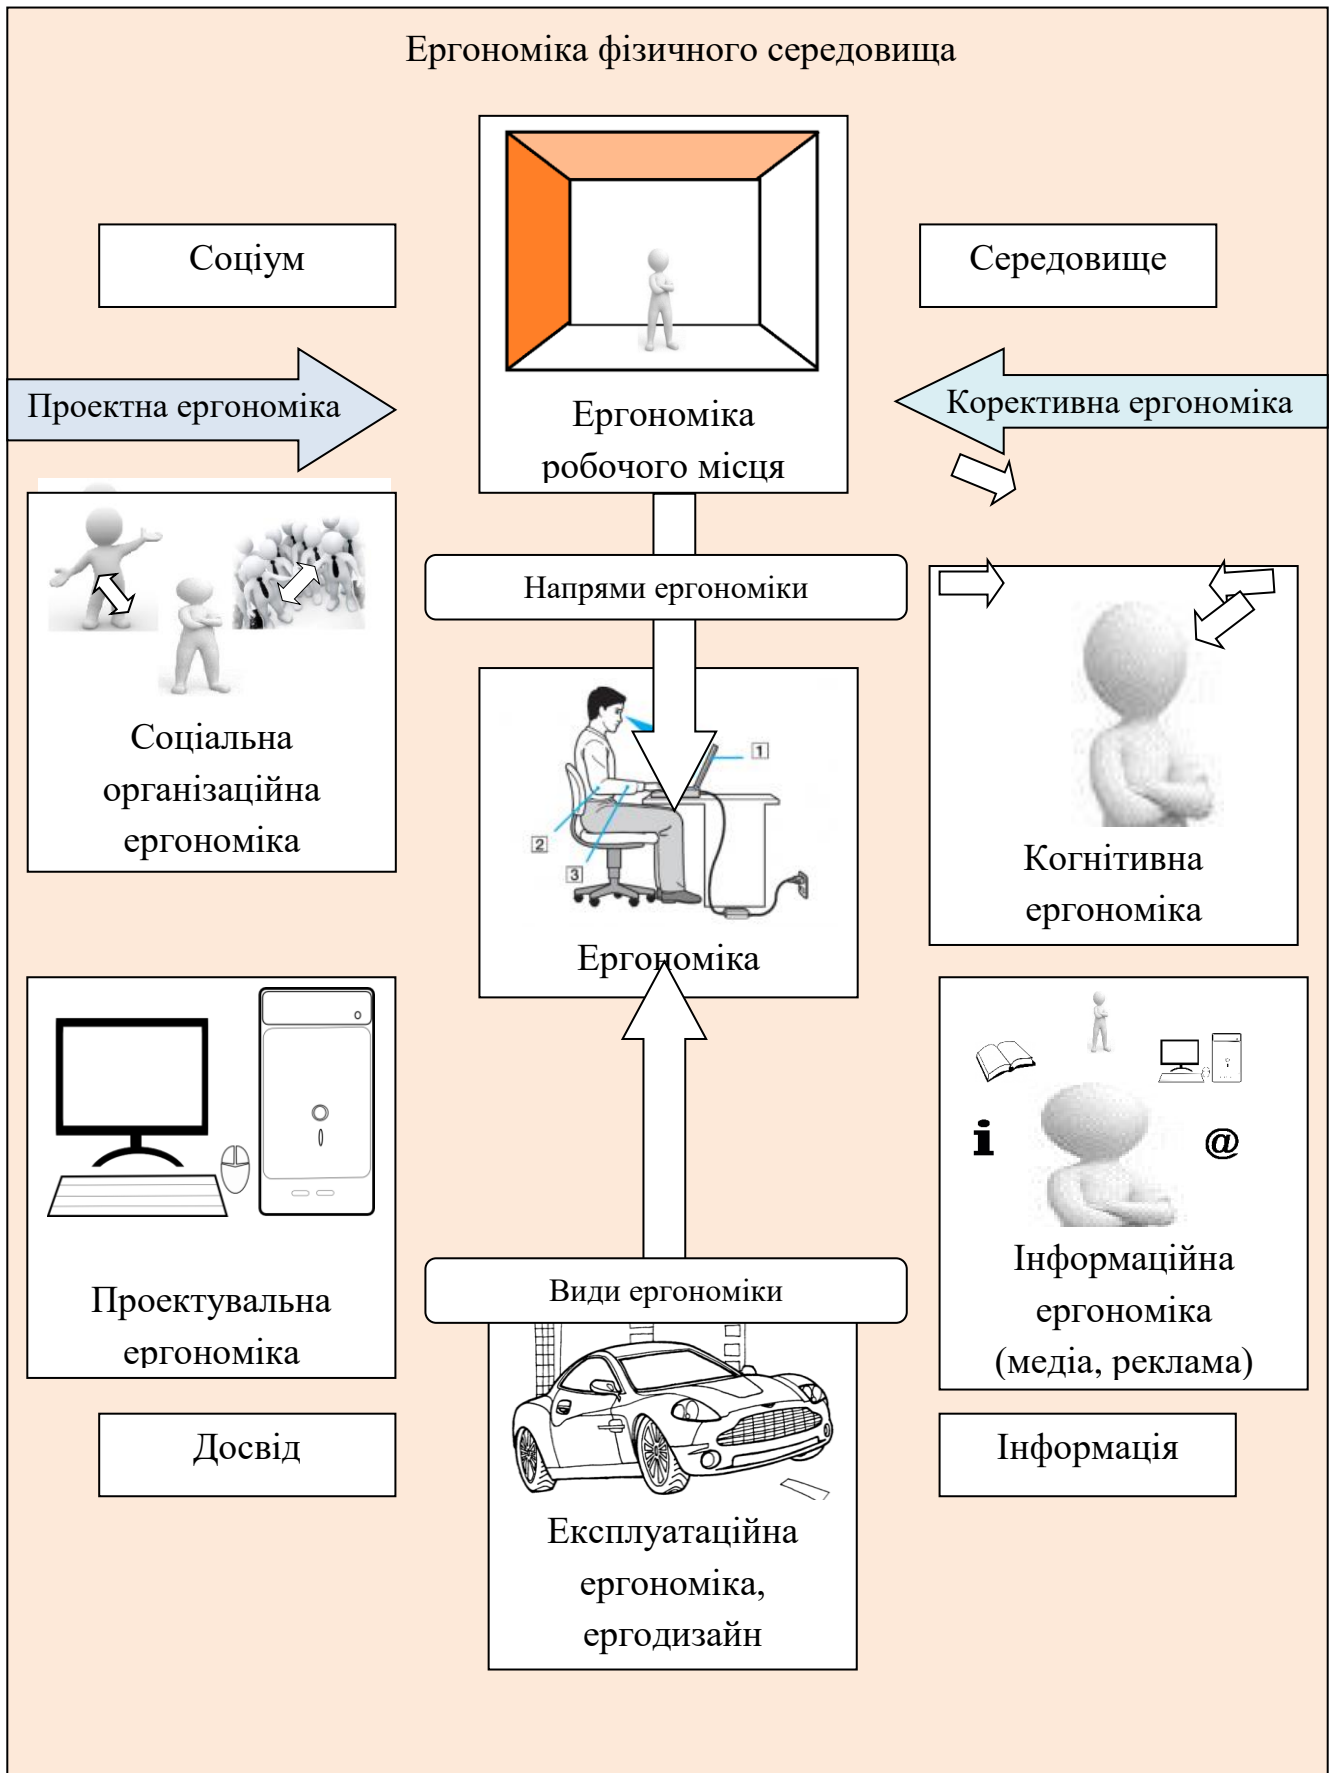 Ергономіка фізичного середовища
Соціум
Середовище
Проектна ергономіка
Ергономіка
робочого місця
Корективна ергономіка
Напрями ергономіки
Соціальна
організаційна
ергономіка
1
2
3
Ергономіка
Когнітивна
ергономіка
Проектувальна
ергономіка
i
@
Інформаційна
ергономіка
(медіа, реклама)
Види ергономіки
Досвід
Інформація
Експлуатаційна
ергономіка,
ергодизайн